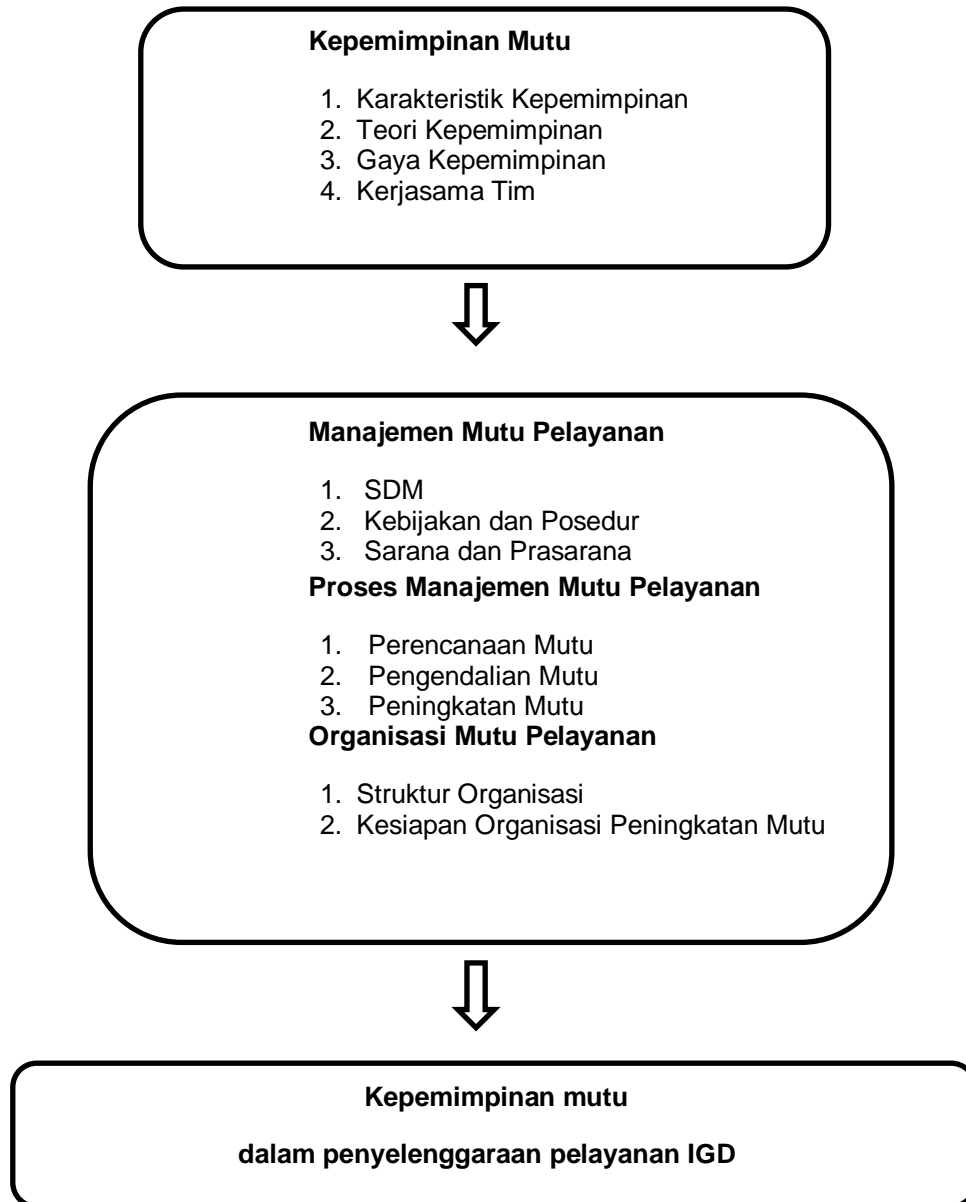 Kepemimpinan Mutu
1. Karakteristik Kepemimpinan
2. Teori Kepemimpinan
3. Gaya Kepemimpinan
4. Kerjasama Tim
Manajemen Mutu Pelayanan
1. SDM
2. Kebijakan dan Posedur
3. Sarana dan Prasarana
Proses Manajemen Mutu Pelayanan
1. Perencanaan Mutu
2. Pengendalian Mutu
3. Peningkatan Mutu
Organisasi Mutu Pelayanan
1. Struktur Organisasi
2. Kesiapan Organisasi Peningkatan Mutu
Kepemimpinan mutu
dalam penyelenggaraan pelayanan IGD